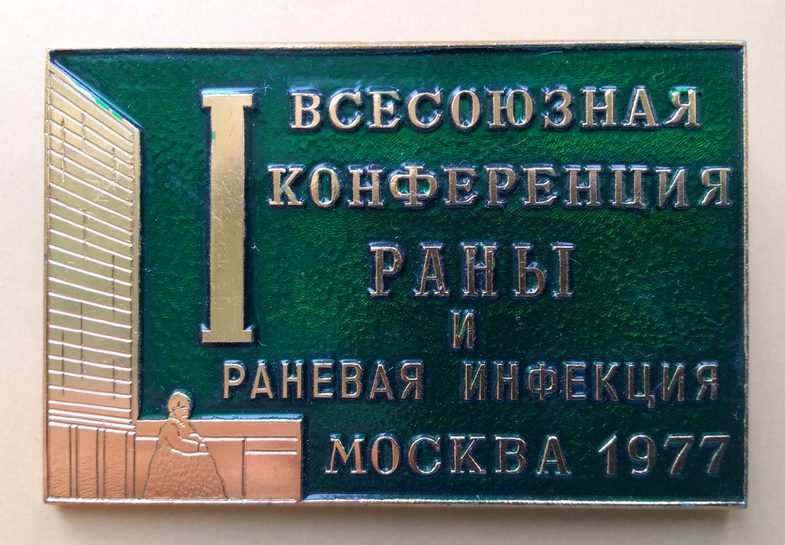 I ВСЕСОЮЗНАЯ
КОНФЕРЕНЦИЯ
РАНЫ
И
РАНЕВАЯ ИНФЕКЦИЯ
МОСКВА 1977